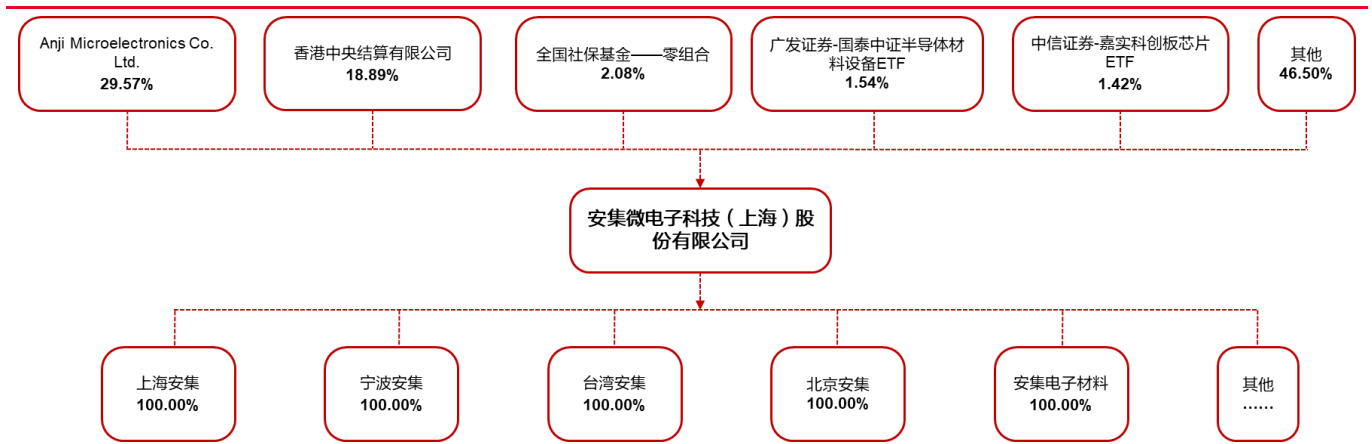 Anji Microelectronics Co.
Ltd.
29.57%
香港中央结算有限公司
18.89%
全国社保基金——零组合
2.08%
广发证券-国泰中证半导体材
料设备ETF
1.54%
中信证券-嘉实科创板芯片
ETF
1.42%
其他
46.50%
安集微电子科技（上海）股
份有限公司
上海安集
100.00%
宁波安集
100.00%
台湾安集
100.00%
北京安集
100.00%
安集电子材料
100.00%
其他
……